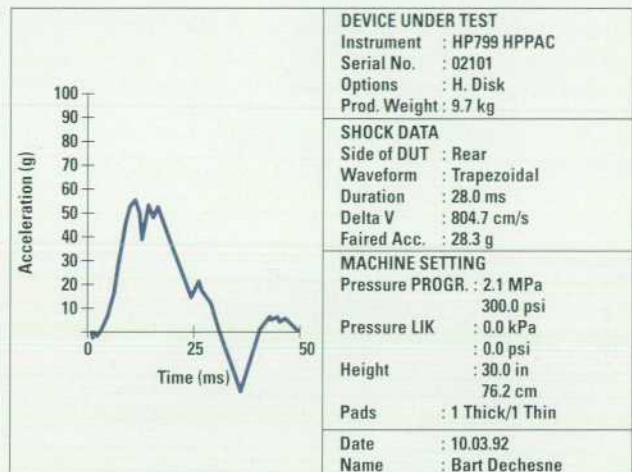 100
90
80
70
60
50
40
30
20
10
0
25
50
Acceleration (g)
Time (ms)
DEVICE UNDER TEST
Instrument : HP799 HPPAC
Serial No. : 02101
Options : H. Disk
Prod. Weight : 9.7 kg
SHOCK DATA
Side of DUT : Rear
Waveform : Trapezoidal
Duration : 28.0 ms
Delta V : 804.7 cm/s
Faired Acc. : 28.3 g
MACHINE SETTING
Pressure PROGR. : 2.1 MPa
300.0 psi
Pressure LIK : 0.0 kPa
: 0.0 psi
Height : 30.0 in
76.2 cm
Pads : 1 Thick/1 Thin
Date : 10.03.92
Name : Bart Dechesne